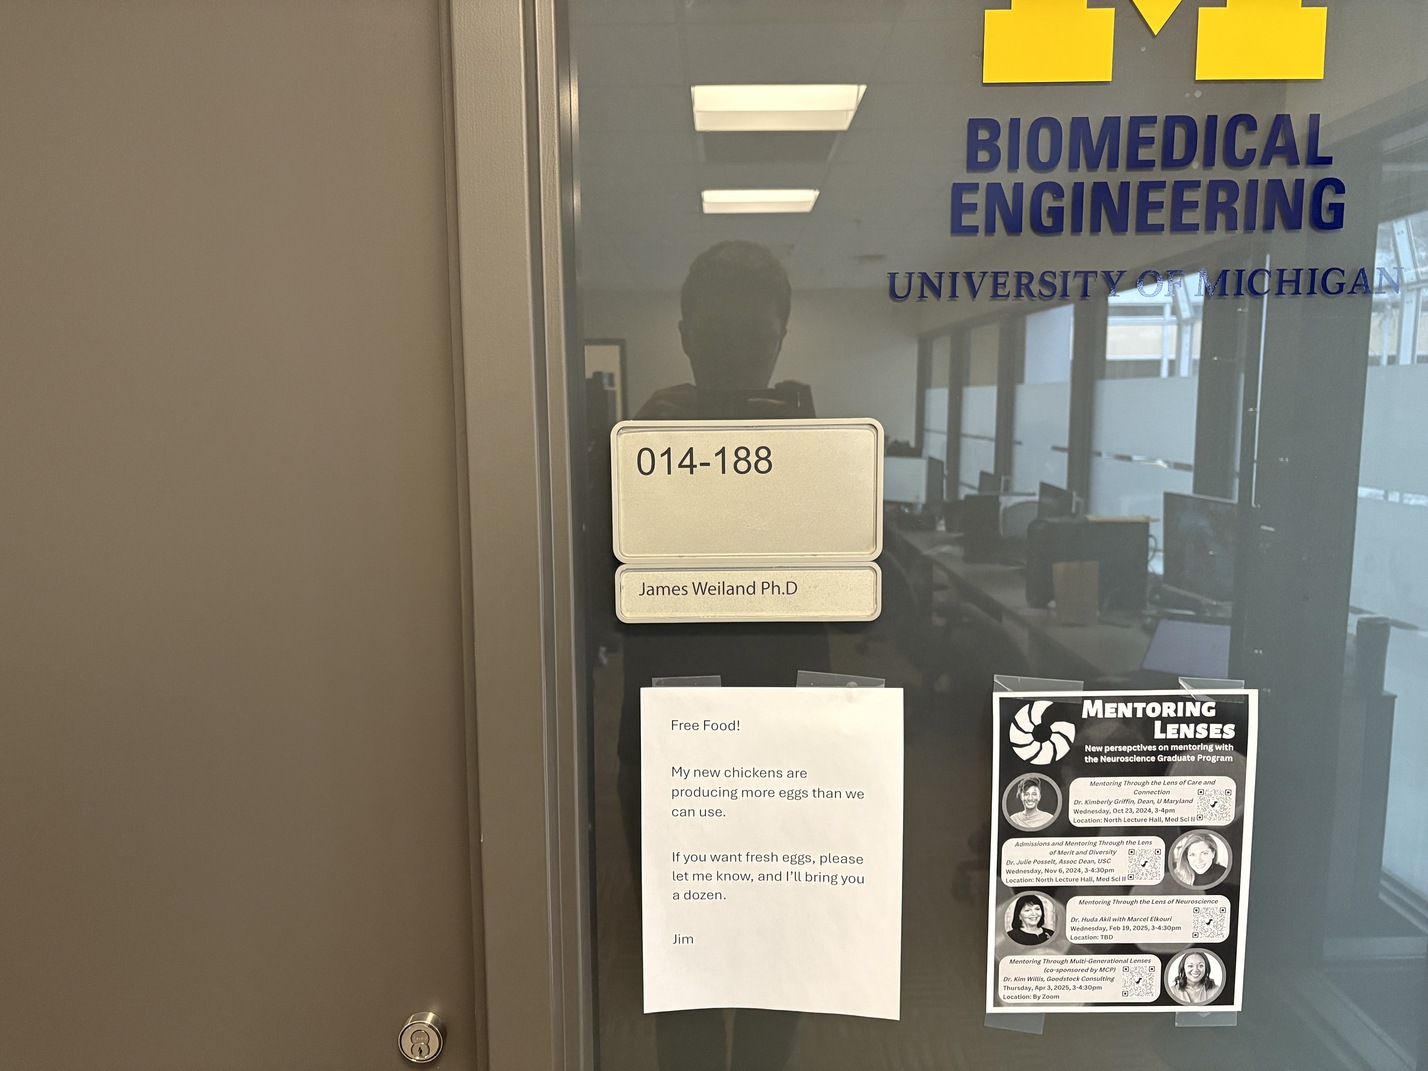 BIOMEDICAL
ENGINEERING
UNIVERSITY OF MICHIGAN
014-188
James Weiland Ph.D
Free Food!
My new chickens are
producing more eggs than we
can use.
If you want fresh eggs, please
let me know, and I'll bring you
a dozen.
Jim
MENTORING
LENSES
New persepctives on mentoring with
the Neuroscience Graduate Program
Mentoring Through the Lens of Care and
Connection
Dr. Kimberly Griffin, Dean, U Maryland
Wednesday, Oct 23, 2024, 3-4pm
Location: North Lecture Hall, Med Sci II
Admissions and Mentoring Through the Lens
of Merit and Diversity
Dr. Julie Posselt, Assoc Dean, USC
Wednesday, Nov 6, 2024, 3-4:30pm
Location: North Lecture Hall, Med Sci II
Mentoring Through the Lens of Neuroscience
Dr. Huda Akil with Marcel Elkouri
Wednesday, Feb 19, 2025, 3-4:30pm
Location: TBD
Mentoring Through Multi-Generational Lenses
(co-sponsored by MCP)
Dr. Kim Willis, Goodstock Consulting
Thursday, Apr 3, 2025, 3-4:30pm
Location: By Zoom